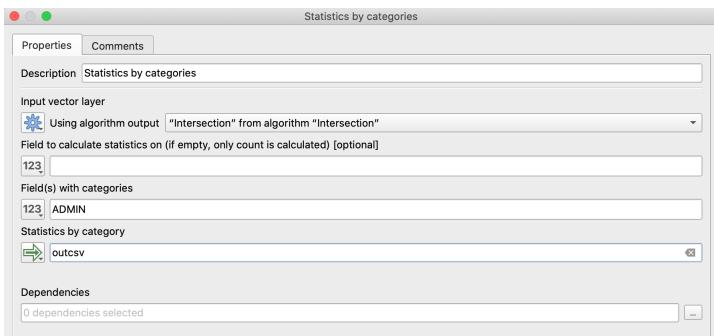 Statistics by categories
Properties Comments
Description Statistics by categories
Input vector layer
Using algorithm output "Intersection" from algorithm "Intersection"
Field to calculate statistics on (if empty, only count is calculated) [optional]
123
Field(s) with categories
123 ADMIN
Statistics by category
outcsv
Dependencies
0 dependencies selected ...